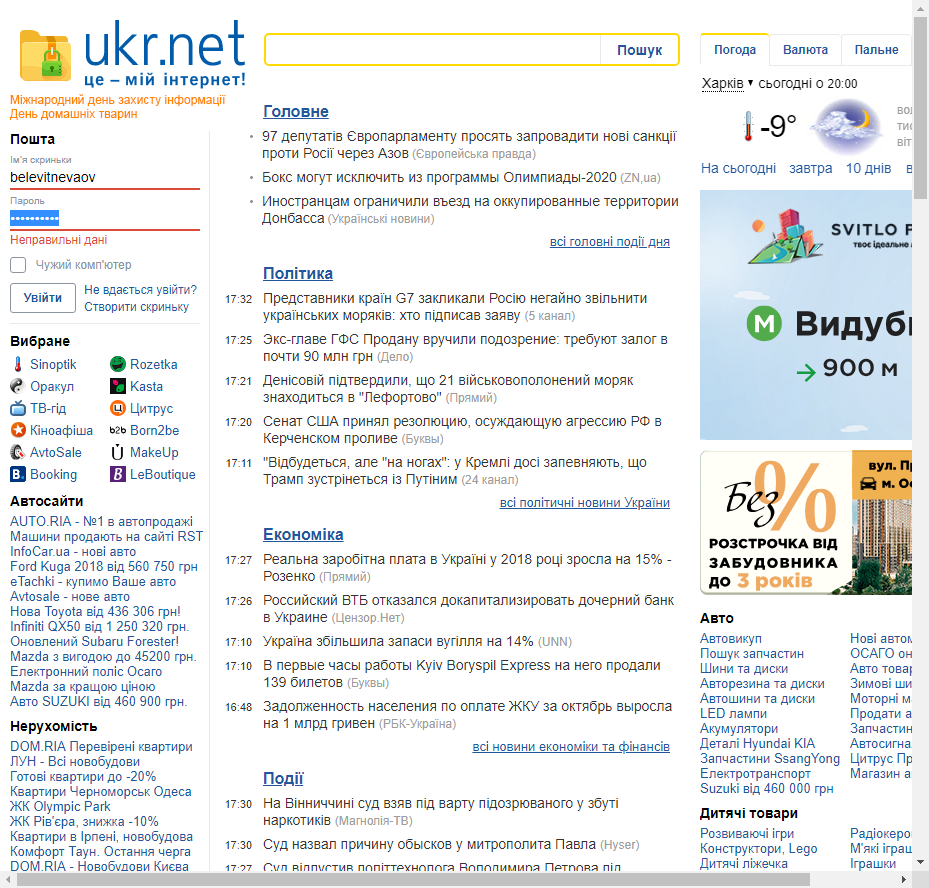 ukr.net
це – мій інтернет!
Міжнародний день захисту інформації
День домашніх тварин
Пошук
Погода
Валюта
Пальне
Харків ▾ сьогодні о 20:00
-9°
На сьогодні завтра 10 днів
Пошта
Ім'я скриньки
belevitnevaov
Пароль
••••••••••
Неправильні дані
Чужий комп'ютер
Увійти
Не вдається увійти?
Створити скриньку
Вибране
Sinoptik
Rozetka
Оракул
Kasta
ТВ-гід
Цитрус
Кіноафіша
b2b Born2be
AvtoSale
MakeUp
B. Booking
B LeBoutique
Автосайти
AUTO.RIA - №1 в автопродажі
Машини продають на сайті RST
InfoCar.ua - нові авто
Ford Kuga 2018 від 560 750 грн
eTachki - купимо Ваше авто
Avtosale - нове авто
Нова Toyota від 436 306 грн!
Infiniti QX50 від 1 250 320 грн.
Оновлений Subaru Forester!
Mazda з вигодою до 45200 грн.
Електронний поліс Осаго
Mazda за кращою ціною
Авто SUZUKI від 460 900 грн.
Нерухомість
DOM.RIA Перевірені квартири
ЛУН - Всі новобудови
Готові квартири до -20%
Квартири Черноморськ Одеса
ЖК Olympic Park
ЖК Рів'єра, знижка -10%
Квартири в Ірпені, новобудова
Комфорт Таун. Остання черга
DOM.RIA - Новобудови Києва
Головне
97 депутатів Європарламенту просять запровадити нові санкції
проти Росії через Азов (Європейська правда)
Бокс могут исключить из программы Олимпиады-2020 (ZN,ua)
Иностранцам ограничили въезд на оккупированные территории
Донбасса (Українські новини)
всі головні події дня
Політика
17:32 Представники країн G7 закликали Росію негайно звільнити
українських моряків: хто підписав заяву (5 канал)
17:25 Экс-главе ГФС Продану вручили подозрение: требуют залог в
почти 90 млн грн (Дело)
17:21 Денісовій підтвердили, що 21 військовополонений моряк
знаходиться в "Лефортово" (Прямий)
17:20 Сенат США принял резолюцию, осуждающую агрессию РФ в
Керченском проливе (Буквы)
17:11 "Відбудеться, але "на ногах": у Кремлі досі запевняють, що
Трамп зустрінеться із Путіним (24 канал)
всі політичні новини України
Економіка
17:27 Реальна заробітна плата в Україні у 2018 році зросла на 15% -
Розенко (Прямий)
17:26 Российский ВТБ отказался докапитализировать дочерний банк
в Украине (Цензор.Нет)
17:10 Україна збільшила запаси вугілля на 14% (UNN)
17:10 В первые часы работы Kyiv Boryspil Express на него продали
139 билетов (Буквы)
16:48 Задолженность населения по оплате ЖКУ за октябрь выросла
на 1 млрд гривен (РБК-Україна)
всі новини економіки та фінансів
Події
17:30 На Вінниччині суд взяв під варту підозрюваного у збуті
наркотиків (Магнолія-ТВ)
17:30 Суд назвал причину обысков у митрополита Павла (Hyser)
17:27 Суд відпустив політтехнолога Володимира Петрова під
SVITLO
твоє ідеальне
М Видуб
→ 900 м
Без %
РОЗСТРОЧКА ВІД
ЗАБУДОВНИКА
ДО 3 років
вул.
м.
Авто
Автовикуп
Пошук запчастин
Шини та диски
Авторезина та диски
Автошини та диски
LED лампи
Акумулятори
Деталі Hyundai KIA
Запчастини SsangYong
Електротранспорт
Suzuki від 460 000 грн
Нові
ОСАГО
Авто
Зимові
Моторні
Продати
Запчастин
Цитрус
Магазин
Дитячі товари
Розвиваючі ігри
Конструктори, Lego
Дитячі ліжечка
М'які
Іграшки